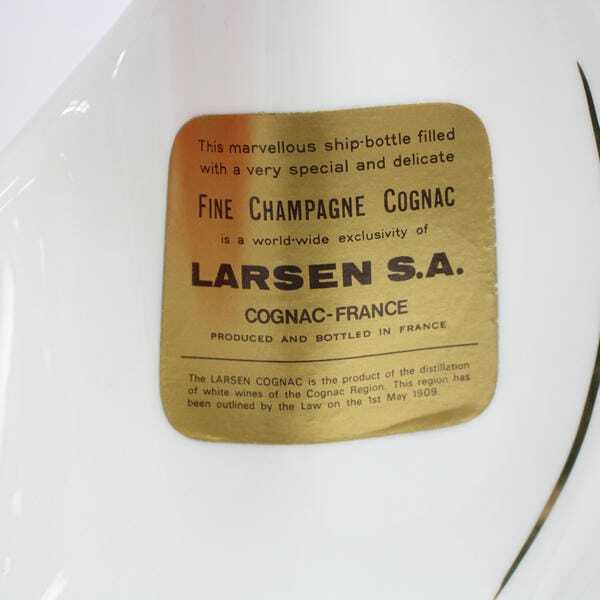 This marvellous ship-bottle filled
with a very special and delicate
FINE CHAMPAGNE COGNAC
is a world-wide exclusivity of
LARSEN S.A.
COGNAC-FRANCE
PRODUCED AND BOTTLED IN FRANCE
The LARSEN COGNAC is the product of the distillation
of white wines of the Cognac Region. This region has
been outlined by the Law on the 1st May 1909.